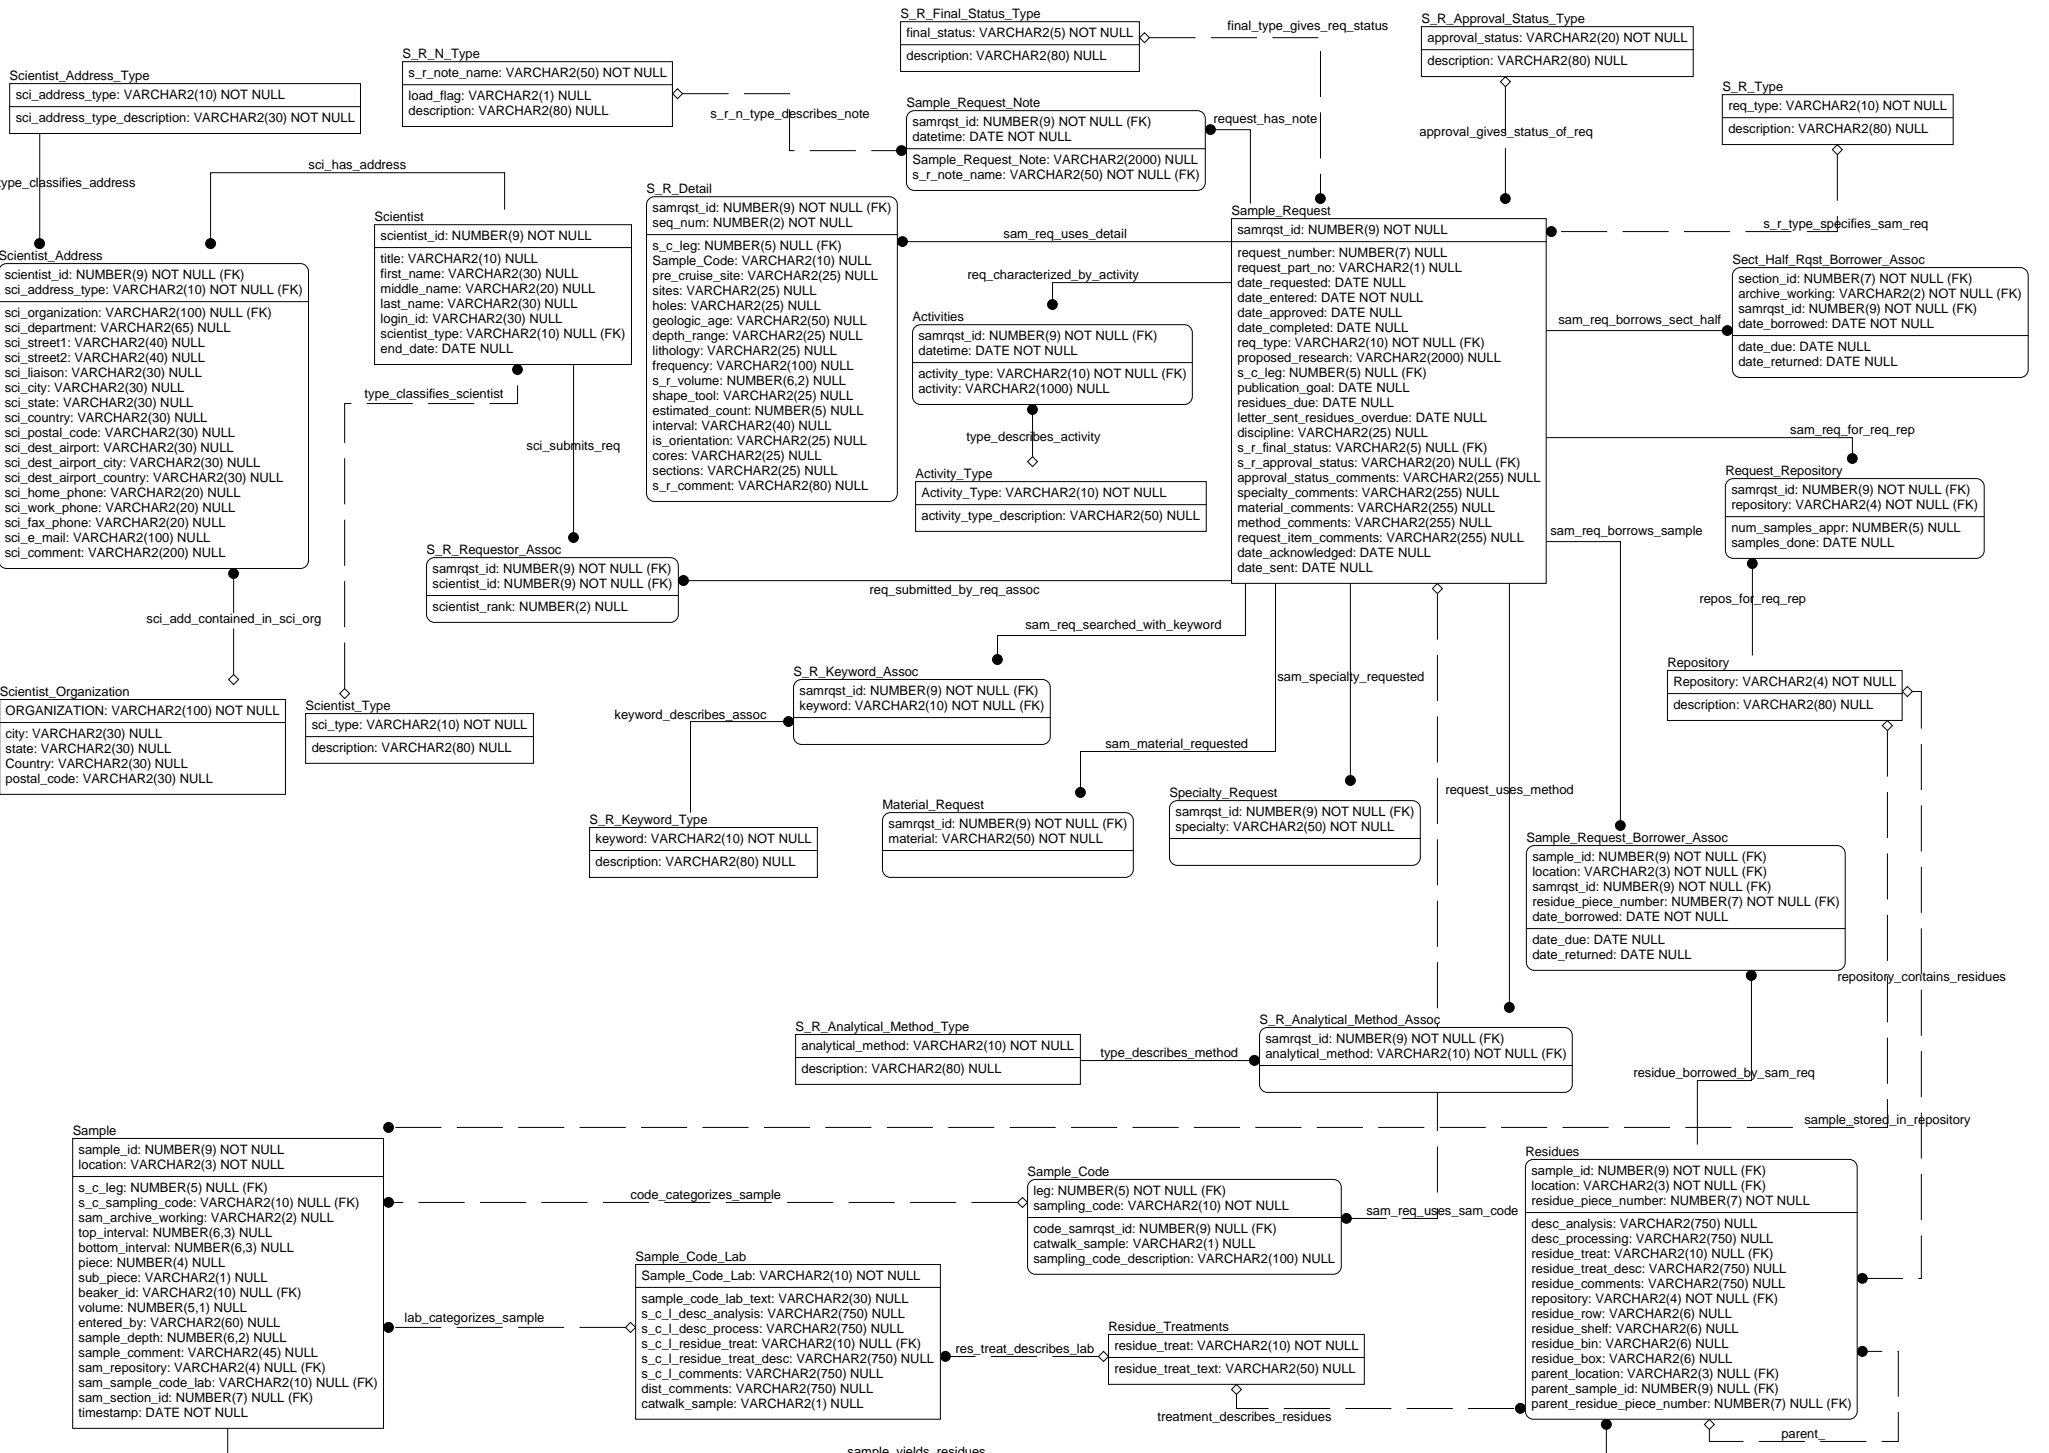 S_R_Final_Status_Type
final_status: VARCHAR2(5) NOT NULL
description: VARCHAR2(80) NULL
final_type_gives_req_status
S_R_Approval_Status_Type
approval_status: VARCHAR2(20) NOT NULL
description: VARCHAR2(80) NULL
S_R_N_Type
s_r_note_name: VARCHAR2(50) NOT NULL
load_flag: VARCHAR2(1) NULL
description: VARCHAR2(80) NULL
s_r_n_type_describes_note
Scientist_Address_Type
sci_address_type: VARCHAR2(10) NOT NULL
sci_address_type_description: VARCHAR2(30) NOT NULL
type_classifies_address
sci_has_address
Sample_Request_Note
samrqst_id: NUMBER(9) NOT NULL (FK)
datetime: DATE NOT NULL
Sample_Request_Note: VARCHAR2(2000) NULL
s_r_note_name: VARCHAR2(50) NOT NULL (FK)
request_has_note
approval_gives_status_of_req
S_R_Type
req_type: VARCHAR2(10) NOT NULL
description: VARCHAR2(80) NULL
s_r_type_specifies_sam_req
Scientist_Address
scientist_id: NUMBER(9) NOT NULL (FK)
sci_address_type: VARCHAR2(10) NOT NULL (FK)
sci_organization: VARCHAR2(100) NULL (FK)
sci_department: VARCHAR2(65) NULL
sci_street1: VARCHAR2(40) NULL
sci_street2: VARCHAR2(40) NULL
sci_liaison: VARCHAR2(30) NULL
sci_city: VARCHAR2(30) NULL
sci_state: VARCHAR2(30) NULL
sci_country: VARCHAR2(30) NULL
sci_postal_code: VARCHAR2(30) NULL
sci_dest_airport: VARCHAR2(30) NULL
sci_dest_airport_city: VARCHAR2(30) NULL
sci_dest_airport_country: VARCHAR2(30) NULL
sci_home_phone: VARCHAR2(20) NULL
sci_work_phone: VARCHAR2(20) NULL
sci_fax_phone: VARCHAR2(20) NULL
sci_e_mail: VARCHAR2(100) NULL
sci_comment: VARCHAR2(200) NULL
Scientist
scientist_id: NUMBER(9) NOT NULL
title: VARCHAR2(10) NULL
first_name: VARCHAR2(30) NULL
middle_name: VARCHAR2(20) NULL
last_name: VARCHAR2(30) NULL
login_id: VARCHAR2(30) NULL
scientist_type: VARCHAR2(10) NULL (FK)
end_date: DATE NULL
type_classifies_scientist
sci_submits_req
S_R_Detail
samrqst_id: NUMBER(9) NOT NULL (FK)
seq_num: NUMBER(2) NOT NULL
s_c_leg: NUMBER(5) NULL (FK)
Sample_Code: VARCHAR2(10) NULL
pre_cruise_site: VARCHAR2(25) NULL
sites: VARCHAR2(25) NULL
holes: VARCHAR2(25) NULL
geologic_age: VARCHAR2(50) NULL
depth_range: VARCHAR2(25) NULL
lithology: VARCHAR2(25) NULL
frequency: VARCHAR2(100) NULL
s_r_volume: NUMBER(6,2) NULL
shape_tool: VARCHAR2(25) NULL
estimated_count: NUMBER(5) NULL
interval: VARCHAR2(40) NULL
is_orientation: VARCHAR2(25) NULL
cores: VARCHAR2(25) NULL
sections: VARCHAR2(25) NULL
s_r_comment: VARCHAR2(80) NULL
sam_req_uses_detail
req_characterized_by_activity
Activities
samrqst_id: NUMBER(9) NOT NULL (FK)
datetime: DATE NOT NULL
activity_type: VARCHAR2(10) NOT NULL (FK)
activity: VARCHAR2(1000) NULL
type_describes_activity
Activity_Type
Activity_Type: VARCHAR2(10) NOT NULL
activity_type_description: VARCHAR2(50) NULL
Sample_Request
samrqst_id: NUMBER(9) NOT NULL
request_number: NUMBER(7) NULL
request_part_no: VARCHAR2(1) NULL
date_requested: DATE NULL
date_entered: DATE NOT NULL
date_approved: DATE NULL
date_completed: DATE NULL
req_type: VARCHAR2(10) NOT NULL (FK)
proposed_research: VARCHAR2(2000) NULL
s_c_leg: NUMBER(5) NULL (FK)
publication_goal: DATE NULL
residues_due: DATE NULL
letter_sent_residues_overdue: DATE NULL
discipline: VARCHAR2(25) NULL
s_r_final_status: VARCHAR2(5) NULL (FK)
s_r_approval_status: VARCHAR2(20) NULL (FK)
approval_status_comments: VARCHAR2(255) NULL
specialty_comments: VARCHAR2(255) NULL
material_comments: VARCHAR2(255) NULL
method_comments: VARCHAR2(255) NULL
request_item_comments: VARCHAR2(255) NULL
date_acknowledged: DATE NULL
date_sent: DATE NULL
Sect_Half_Rqst_Borrower_Assoc
section_id: NUMBER(7) NOT NULL (FK)
archive_working: VARCHAR2(2) NOT NULL (FK)
samrqst_id: NUMBER(9) NOT NULL (FK)
date_borrowed: DATE NOT NULL
date_due: DATE NULL
date_returned: DATE NULL
sam_req_borrows_sect_half
sam_req_for_req_rep
Request_Repository
samrqst_id: NUMBER(9) NOT NULL (FK)
repository: VARCHAR2(4) NOT NULL (FK)
num_samples_appr: NUMBER(5) NULL
samples_done: DATE NULL
sam_req_borrows_sample
repos_for_req_rep
S_R_Requestor_Assoc
samrqst_id: NUMBER(9) NOT NULL (FK)
scientist_id: NUMBER(9) NOT NULL (FK)
scientist_rank: NUMBER(2) NULL
req_submitted_by_req_assoc
sci_add_contained_in_sci_org
sam_req_searched_with_keyword
Scientist_Organization
ORGANIZATION: VARCHAR2(100) NOT NULL
city: VARCHAR2(30) NULL
state: VARCHAR2(30) NULL
Country: VARCHAR2(30) NULL
postal_code: VARCHAR2(30) NULL
Scientist_Type
sci_type: VARCHAR2(10) NOT NULL
description: VARCHAR2(80) NULL
S_R_Keyword_Assoc
samrqst_id: NUMBER(9) NOT NULL (FK)
keyword: VARCHAR2(10) NOT NULL (FK)
keyword_describes_assoc
sam_specialty_requested
sam_material_requested
Repository
Repository: VARCHAR2(4) NOT NULL
description: VARCHAR2(80) NULL
S_R_Keyword_Type
keyword: VARCHAR2(10) NOT NULL
description: VARCHAR2(80) NULL
Material_Request
samrqst_id: NUMBER(9) NOT NULL (FK)
material: VARCHAR2(50) NOT NULL
Specialty_Request
samrqst_id: NUMBER(9) NOT NULL (FK)
specialty: VARCHAR2(50) NOT NULL
request_uses_method
Sample_Request_Borrower_Assoc
sample_id: NUMBER(9) NOT NULL (FK)
location: VARCHAR2(3) NOT NULL (FK)
samrqst_id: NUMBER(9) NOT NULL (FK)
residue_piece_number: NUMBER(7) NOT NULL (FK)
date_borrowed: DATE NOT NULL
date_due: DATE NULL
date_returned: DATE NULL
repository_contains_residues
S_R_Analytical_Method_Type
analytical_method: VARCHAR2(10) NOT NULL
description: VARCHAR2(80) NULL
type_describes_method
S_R_Analytical_Method_Assoc
samrqst_id: NUMBER(9) NOT NULL (FK)
analytical_method: VARCHAR2(10) NOT NULL (FK)
residue_borrowed_by_sam_req
sample_stored_in_repository
Sample
sample_id: NUMBER(9) NOT NULL
location: VARCHAR2(3) NOT NULL
s_c_leg: NUMBER(5) NULL (FK)
s_c_sampling_code: VARCHAR2(10) NULL (FK)
sam_archive_working: VARCHAR2(2) NULL
top_interval: NUMBER(6,3) NULL
bottom_interval: NUMBER(6,3) NULL
piece: NUMBER(4) NULL
sub_piece: VARCHAR2(1) NULL
beaker_id: VARCHAR2(10) NULL (FK)
volume: NUMBER(5,1) NULL
entered_by: VARCHAR2(60) NULL
sample_depth: NUMBER(6,2) NULL
sample_comment: VARCHAR2(45) NULL
sam_repository: VARCHAR2(4) NULL (FK)
sam_sample_code_lab: VARCHAR2(10) NULL (FK)
sam_section_id: NUMBER(7) NULL (FK)
timestamp: DATE NOT NULL
code_categorizes_sample
lab_categorizes_sample
Sample_Code
leg: NUMBER(5) NOT NULL (FK)
sampling_code: VARCHAR2(10) NOT NULL
code_samrqst_id: NUMBER(9) NULL (FK)
catwalk_sample: VARCHAR2(1) NULL
sampling_code_description: VARCHAR2(100) NULL
sam_req_uses_sam_code
Sample_Code_Lab
Sample_Code_Lab: VARCHAR2(10) NOT NULL
sample_code_lab_text: VARCHAR2(30) NULL
s_c_l_desc_analysis: VARCHAR2(750) NULL
s_c_l_desc_process: VARCHAR2(750) NULL
s_c_l_residue_treat: VARCHAR2(10) NULL (FK)
s_c_l_residue_treat_desc: VARCHAR2(750) NULL
s_c_l_comments: VARCHAR2(750) NULL
dist_comments: VARCHAR2(750) NULL
catwalk_sample: VARCHAR2(1) NULL
res_treat_describes_lab
Residue_Treatments
residue_treat: VARCHAR2(10) NOT NULL
residue_treat_text: VARCHAR2(50) NULL
treatment_describes_residues
Residues
sample_id: NUMBER(9) NOT NULL (FK)
location: VARCHAR2(3) NOT NULL (FK)
residue_piece_number: NUMBER(7) NOT NULL
desc_analysis: VARCHAR2(750) NULL
desc_processing: VARCHAR2(750) NULL
residue_treat: VARCHAR2(10) NULL (FK)
residue_treat_desc: VARCHAR2(750) NULL
residue_comments: VARCHAR2(750) NULL
repository: VARCHAR2(4) NOT NULL (FK)
residue_row: VARCHAR2(6) NULL
residue_shelf: VARCHAR2(6) NULL
residue_bin: VARCHAR2(6) NULL
residue_box: VARCHAR2(6) NULL
parent_location: VARCHAR2(3) NULL (FK)
parent_sample_id: NUMBER(9) NULL (FK)
parent_residue_piece_number: NUMBER(7) NULL (FK)
parent_
sample_yields_residues